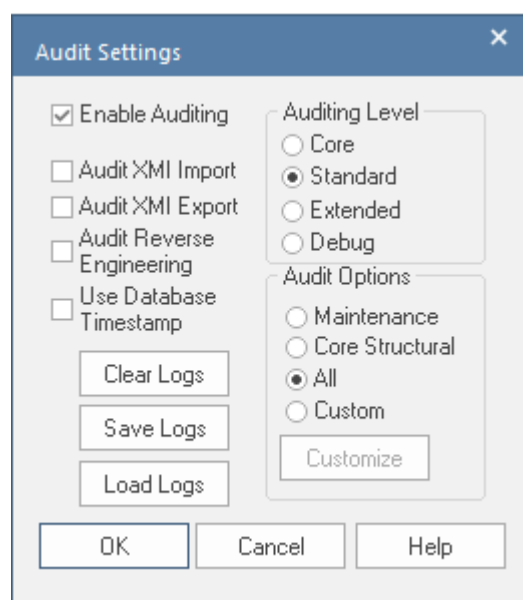 Audit Settings
Enable Auditing
Audit XMI Import
Audit XMI Export
Audit Reverse
Engineering
Use Database
Timestamp
Clear Logs
Save Logs
Load Logs
Auditing Level
Core
Standard
Extended
Debug
Audit Options
Maintenance
Core Structural
All
Custom
Customize
OK
Cancel
Help